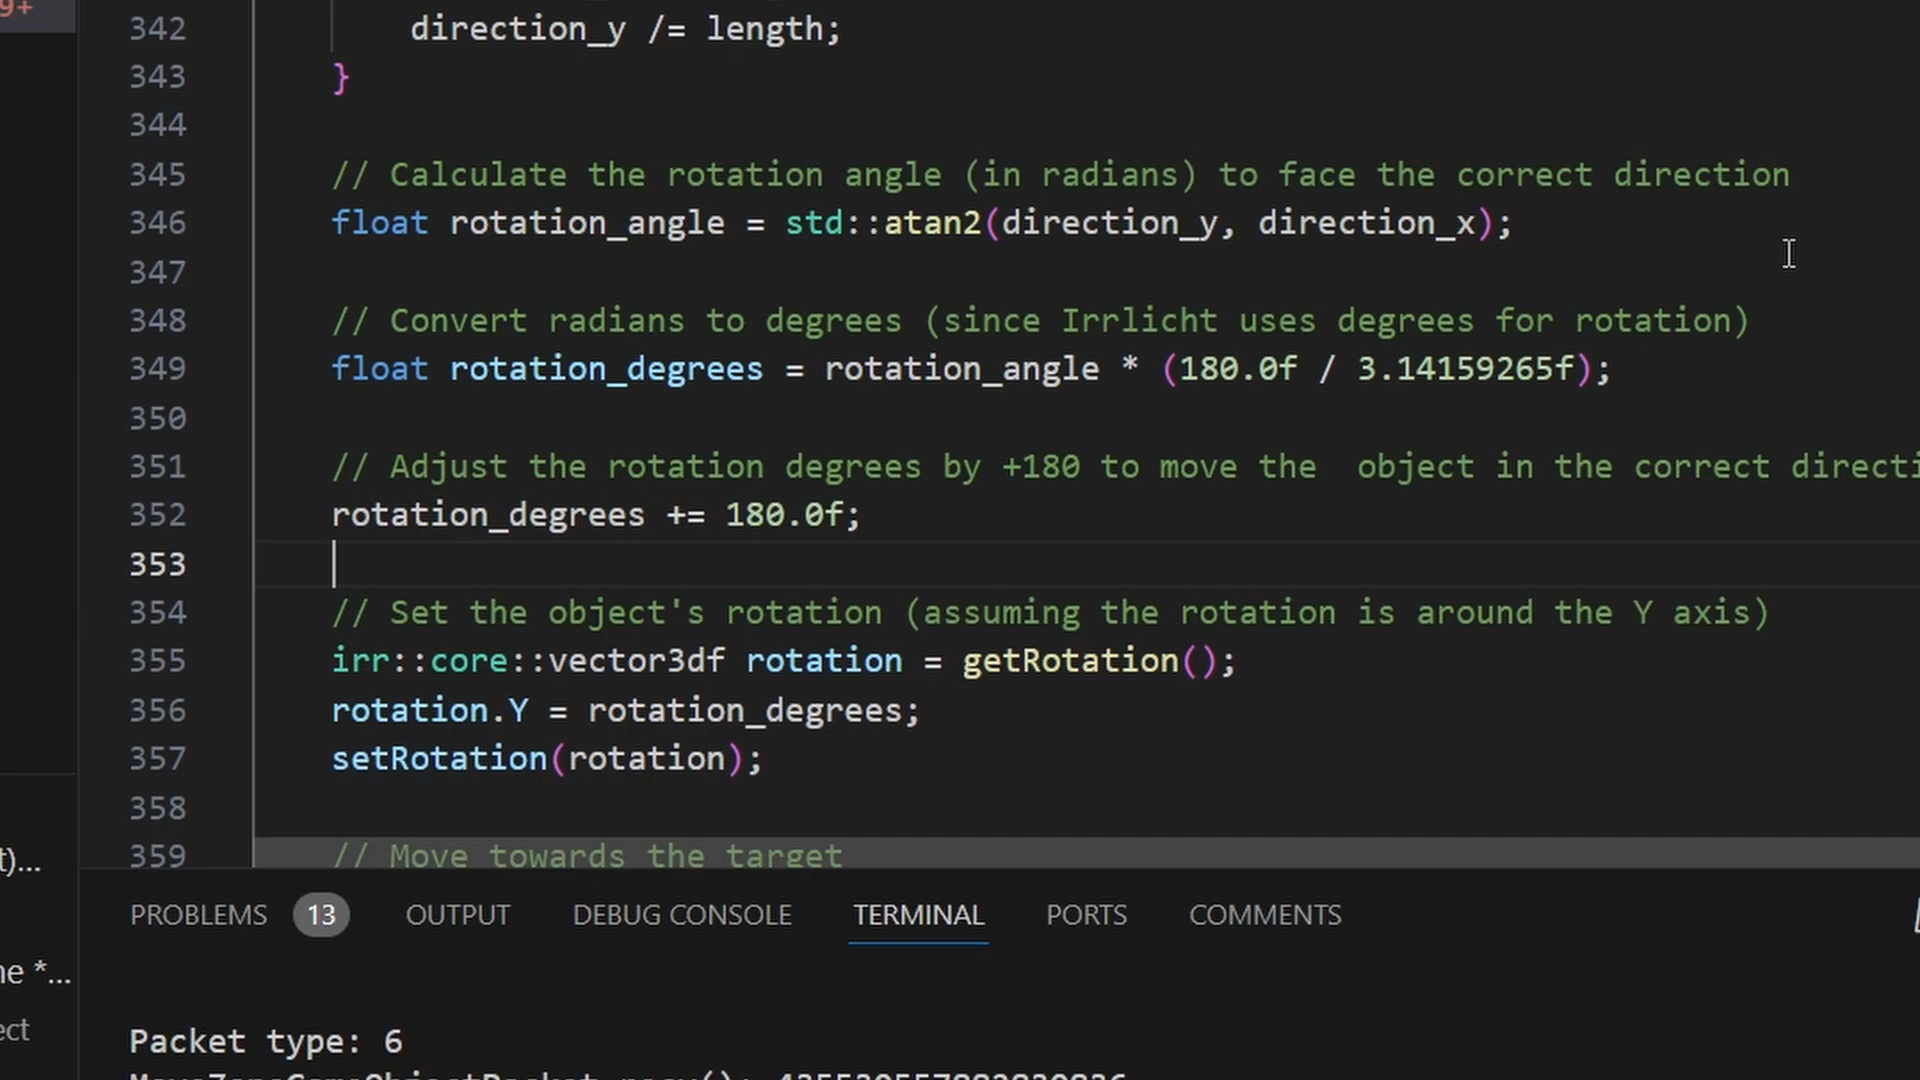 9+
342 direction_y /= length;
343 }
344
345 // Calculate the rotation angle (in radians) to face the correct direction
346 float rotation_angle = std::atan2(direction_y, direction_x);
347
348 // Convert radians to degrees (since Irrlicht uses degrees for rotation)
349 float rotation_degrees = rotation_angle * (180.0f / 3.14159265f);
350
351 // Adjust the rotation degrees by +180 to move the  object in the correct directi
352 rotation_degrees += 180.0f;
353
354 // Set the object's rotation (assuming the rotation is around the Y axis)
355 irr::core::vector3df rotation = getRotation();
356 rotation.Y = rotation_degrees;
357 setRotation(rotation);
358
359 // Move towards the target
t)...
PROBLEMS 13 OUTPUT DEBUG CONSOLE TERMINAL PORTS COMMENTS
ne *...
ect
Packet type: 6